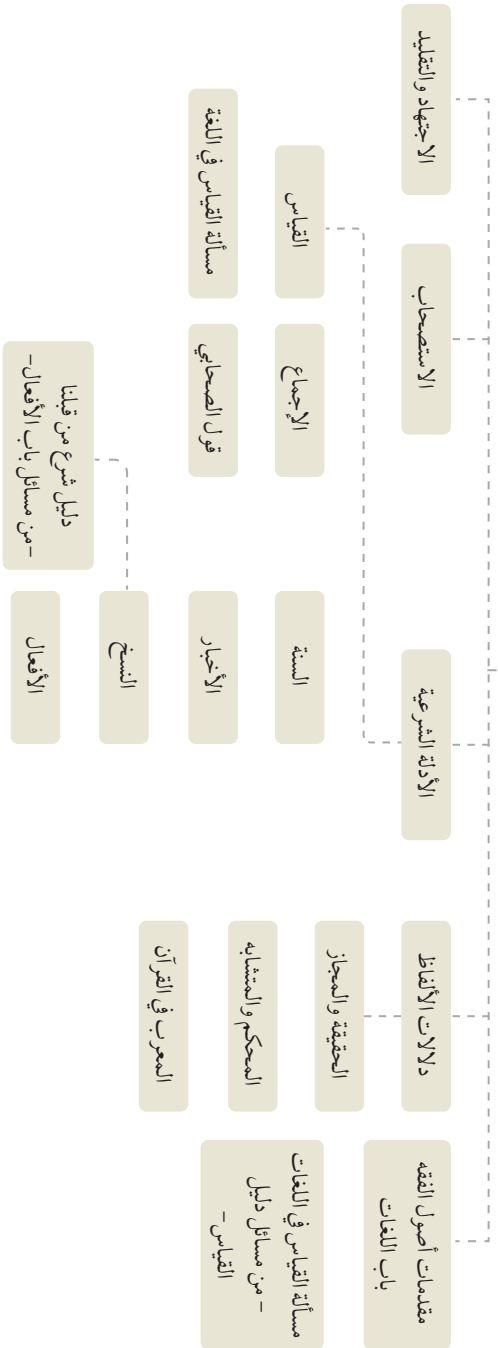 مقدمات أصول الفقه
باب اللغات
مسألة القياس في اللغات
– من مسائل دليل
القياس –
دلالات الألفاظ
الحقيقة والمجاز
المحكم والمتشابه
المعرب في القرآن
الأدلة الشرعية
السنة
الأخبار
النسخ
الأفعال
دليل شرع من قبلنا
–من مسائل باب الأفعال–
الإجماع
قول الصحابي
القياس
مسألة القياس في اللغة
الاستصحاب
الاجتهاد والتقليد